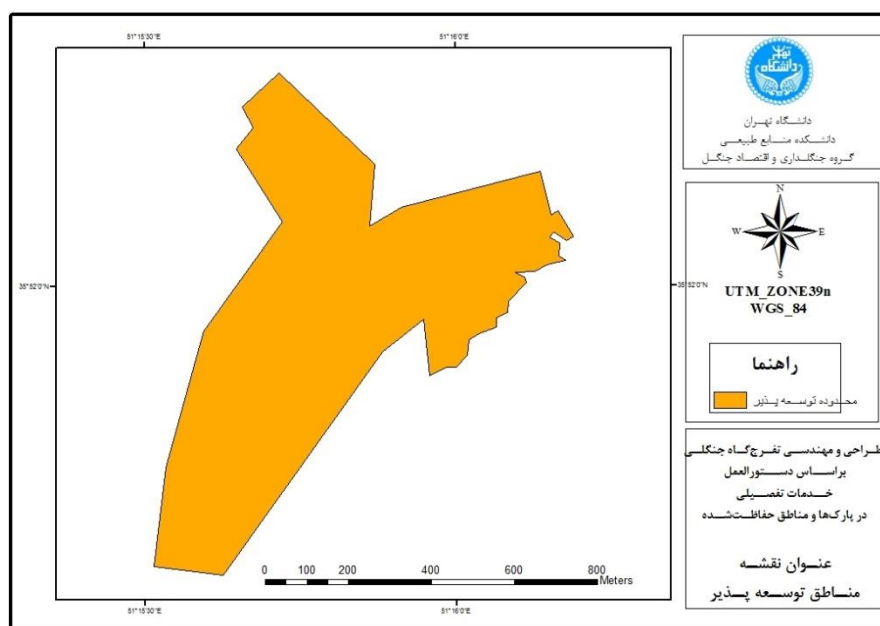 51°15'30"E
51°16'0"E
35°52'0"N
35°52'0"N
51°15'30"E
51°16'0"E
0 100 200 400 600 800
Meters
دانشگاه تهران
دانشکده منابع طبیعی
گروه جنگلداری و اقتصاد جنگل
N
W E
S
UTM_ZONE39n
WGS_84
راهنما
محدوده توسعه پذیر
طراحی و مهندسی تفرج‌گاه جنگلی
براساس دستورالعمل
خدمات تفصیلی
در پارک‌ها و مناطق حفاظت‌شده
عنوان نقشه
مناطق توسعه پذیر